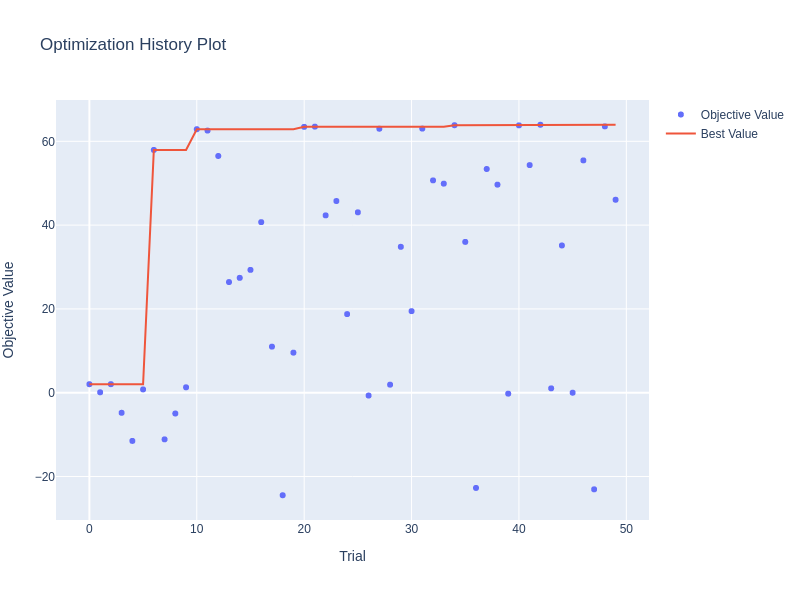 Optimization History Plot
Objective Value
Best Value
Objective Value
60
40
20
0
−20
0
10
20
30
40
50
Trial